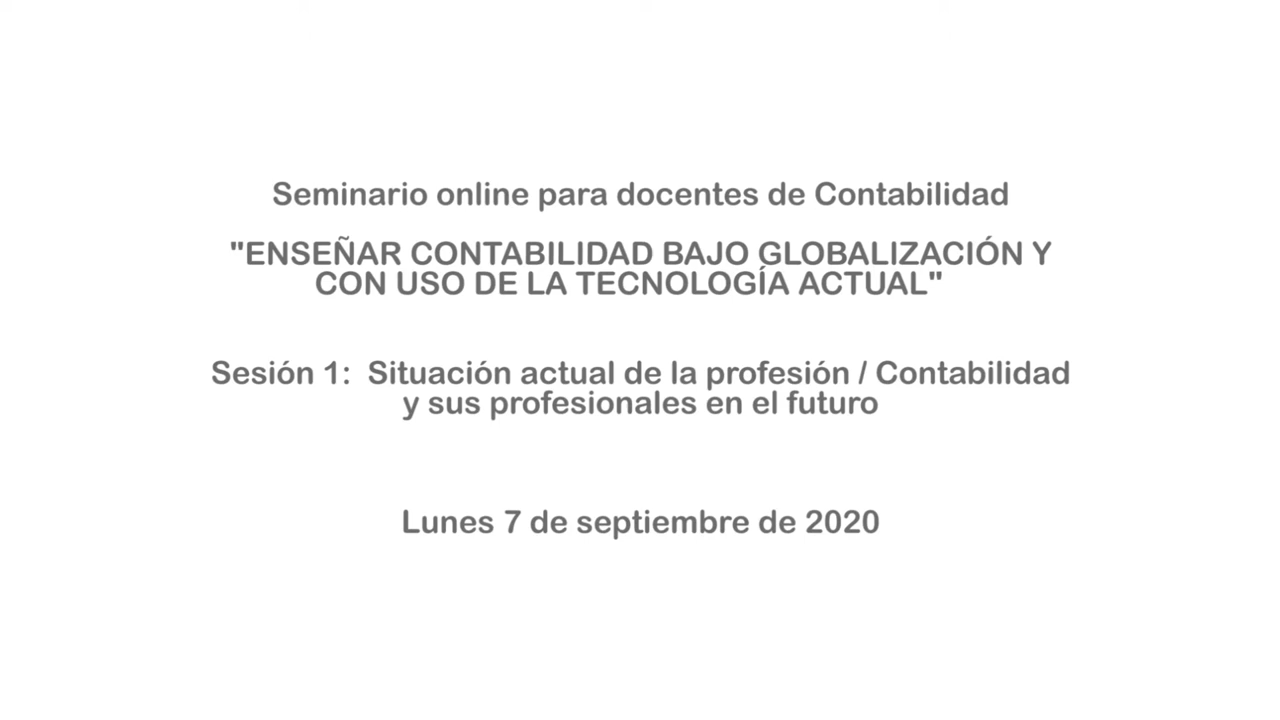 Seminario online para docentes de Contabilidad
"ENSEÑAR CONTABILIDAD BAJO GLOBALIZACIÓN Y
CON USO DE LA TECNOLOGÍA ACTUAL"
Sesión 1: Situación actual de la profesión / Contabilidad
y sus profesionales en el futuro
Lunes 7 de septiembre de 2020